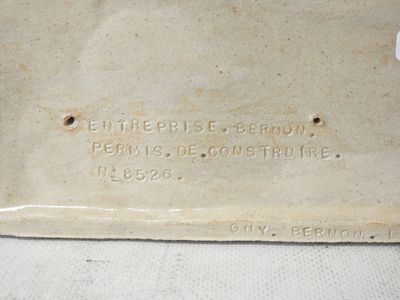 ENTREPRISE. BERNON.
PERMIS. DE. CONSTRUIRE.
N° 8526.
GUY. BERNON. L